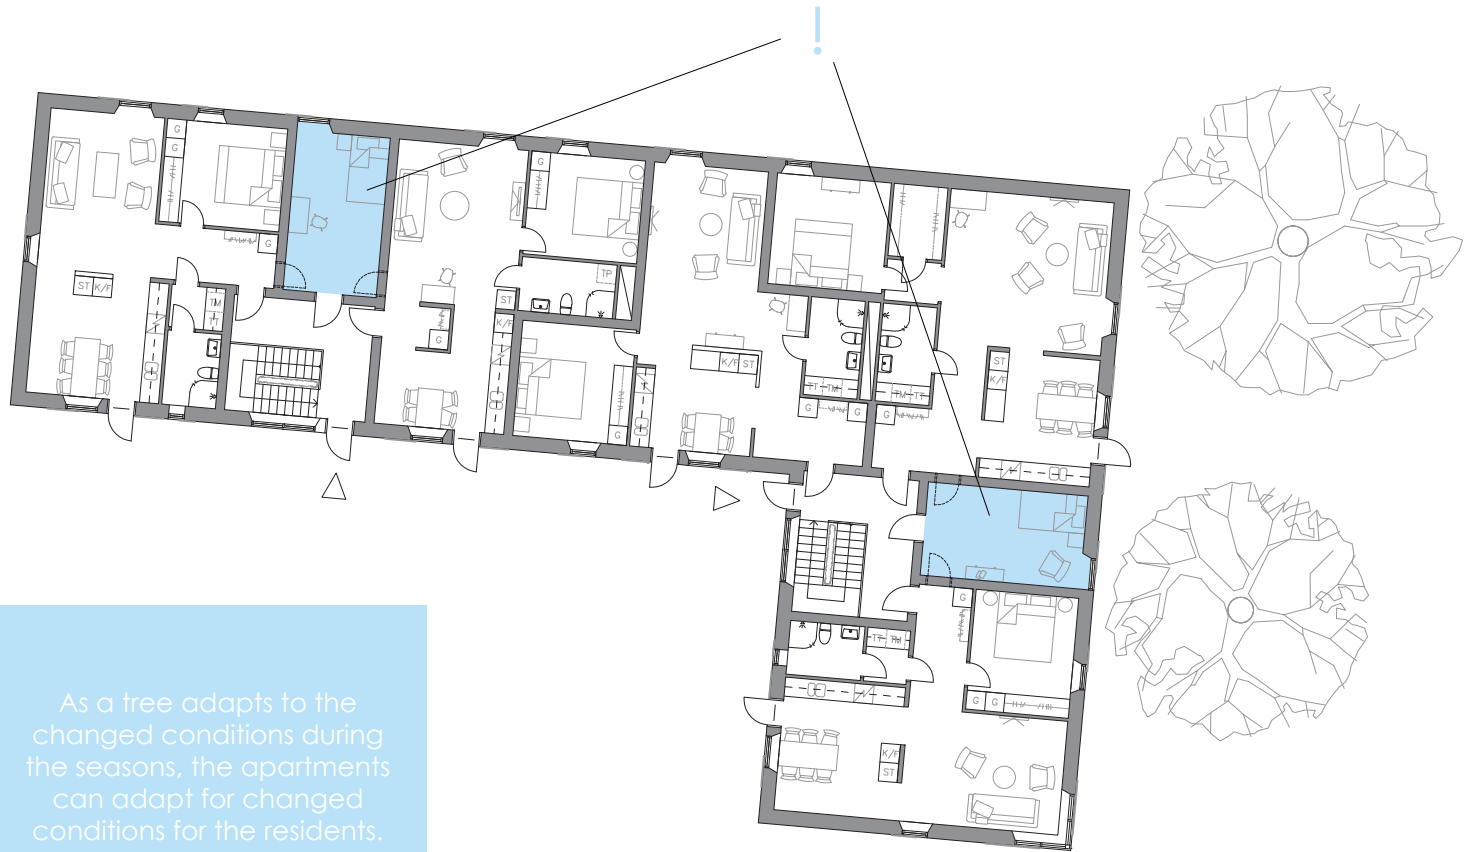 !
G
G
G
G
TP
ST K/F
TM
TT
ST
K/F
G
G
K/F ST
TT TM
G
G
TM TT
G
ST
K/F
G
TT TM
G G
K/F
ST
As a tree adapts to the
changed conditions during
the seasons, the apartments
can adapt for changed
conditions for the residents.